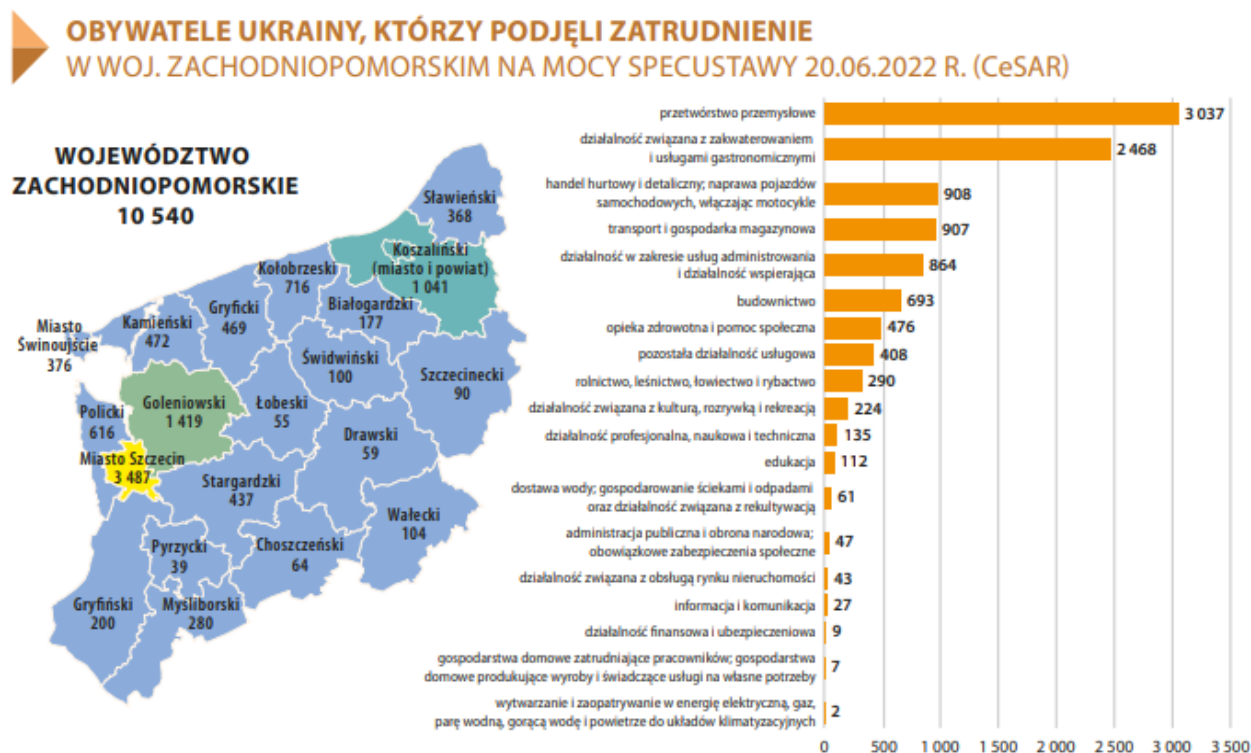 OBYWATELE UKRAINY, KTÓRZY PODJĘLI ZATRUDNIENIE
W WOJ. ZACHODNIOPOMORSKIM NA MOCY SPECUSTAWY 20.06.2022 R. (CeSAR)
WOJEWÓDZTWO
ZACHODNIOPOMORSKIE
10 540
Sławieński
368
Koszaliński
(miasto i powiat)
1 041
Kołobrzeski
716
Białogardzki
177
Gryficki
469
Kamieński
472
Miasto
Świnoujście
376
Świdwiński
100
Szczecinecki
90
Goleniowski
1 419
Łobeski
55
Policki
616
Drawski
59
Miasto Szczecin
3 487
Stargardzki
437
Wałecki
104
Pyrzycki
39
Choszczeński
64
Gryfiński
200
Myśliborski
280
przetwórstwo przemysłowe
3 037
działalność związana z zakwaterowaniem
i usługami gastronomicznymi
2 468
handel hurtowy i detaliczny; naprawa pojazdów
samochodowych, włączając motocykle
908
transport i gospodarka magazynowa
907
działalność w zakresie usług administrowania
i działalność wspierająca
864
budownictwo
693
opieka zdrowotna i pomoc społeczna
476
pozostała działalność usługowa
408
rolnictwo, leśnictwo, łowiectwo i rybactwo
290
działalność związana z kulturą, rozrywką i rekreacją
224
działalność profesjonalna, naukowa i techniczna
135
edukacja
112
dostawa wody; gospodarowanie ściekami i odpadami
oraz działalność związana z rekultywacją
61
administracja publiczna i obrona narodowa;
obowiązkowe zabezpieczenia społeczne
47
działalność związana z obsługą rynku nieruchomości
43
informacja i komunikacja
27
działalność finansowa i ubezpieczeniowa
9
gospodarstwa domowe zatrudniające pracowników; gospodarstwa
domowe produkujące wyroby i świadczące usługi na własne potrzeby
7
wytwarzanie i zaopatrywanie w energię elektryczną, gaz,
parę wodną, gorącą wodę i powietrze do układów klimatyzacyjnych
2
0 500 1 000 1 500 2 000 2 500 3 000 3 500